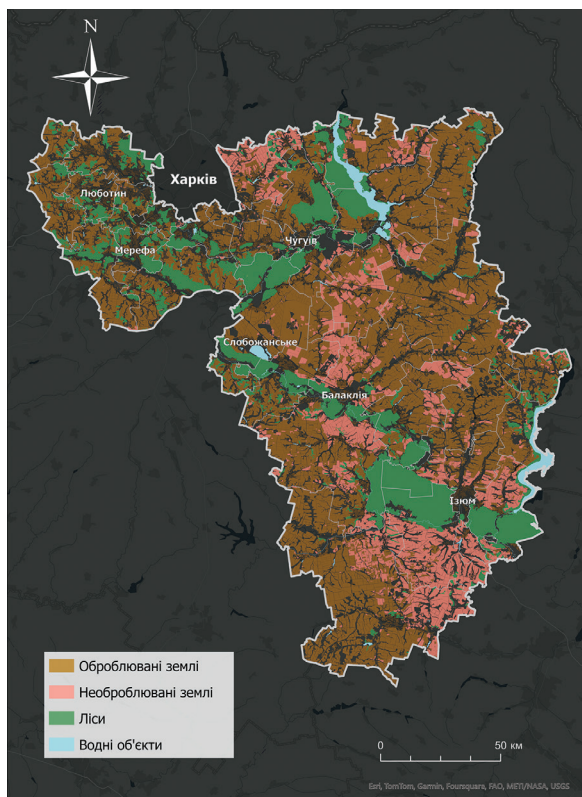 N
Харків
Люботин
Мерефа
Чугуїв
Слобожанське
Балаклія
Ізюм
Оброблювані землі
Необроблювані землі
Ліси
Водні об'єкти
0 50 км
Esri, TomTom, Garmin, Foursquare, FAO, METI/NASA, USGS